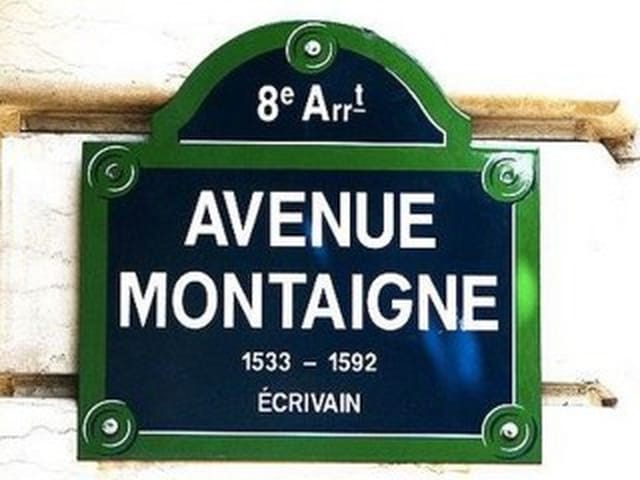 8e Arrt
AVENUE
MONTAIGNE
1533 – 1592
ÉCRIVAIN